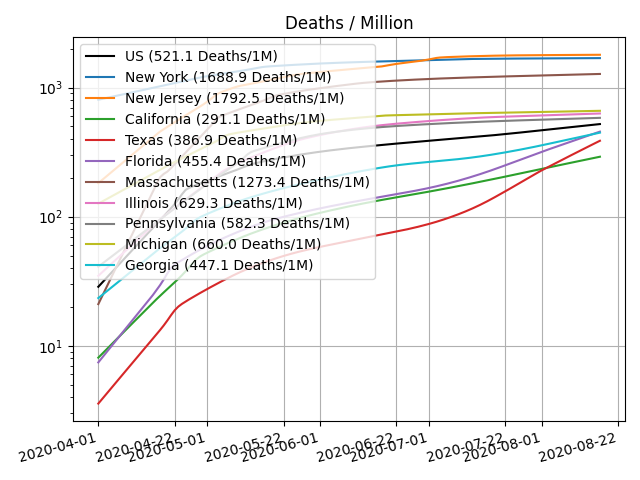 Deaths / Million
US (521.1 Deaths/1M)
New York (1688.9 Deaths/1M)
New Jersey (1792.5 Deaths/1M)
California (291.1 Deaths/1M)
Texas (386.9 Deaths/1M)
Florida (455.4 Deaths/1M)
Massachusetts (1273.4 Deaths/1M)
Illinois (629.3 Deaths/1M)
Pennsylvania (582.3 Deaths/1M)
Michigan (660.0 Deaths/1M)
Georgia (447.1 Deaths/1M)
10³
10²
10¹
2020-04-01 2020-04-22 2020-05-01 2020-05-22 2020-06-01 2020-06-22 2020-07-01 2020-07-22 2020-08-01 2020-08-22